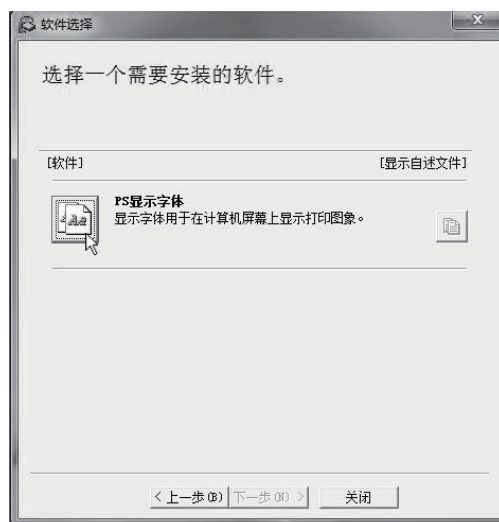 软件选择
选择一个需要安装的软件。
[软件] [显示自述文件]
PS显示字体
显示字体用于在计算机屏幕上显示打印图象。
< 上一步(B) 下一步(N) > 关闭